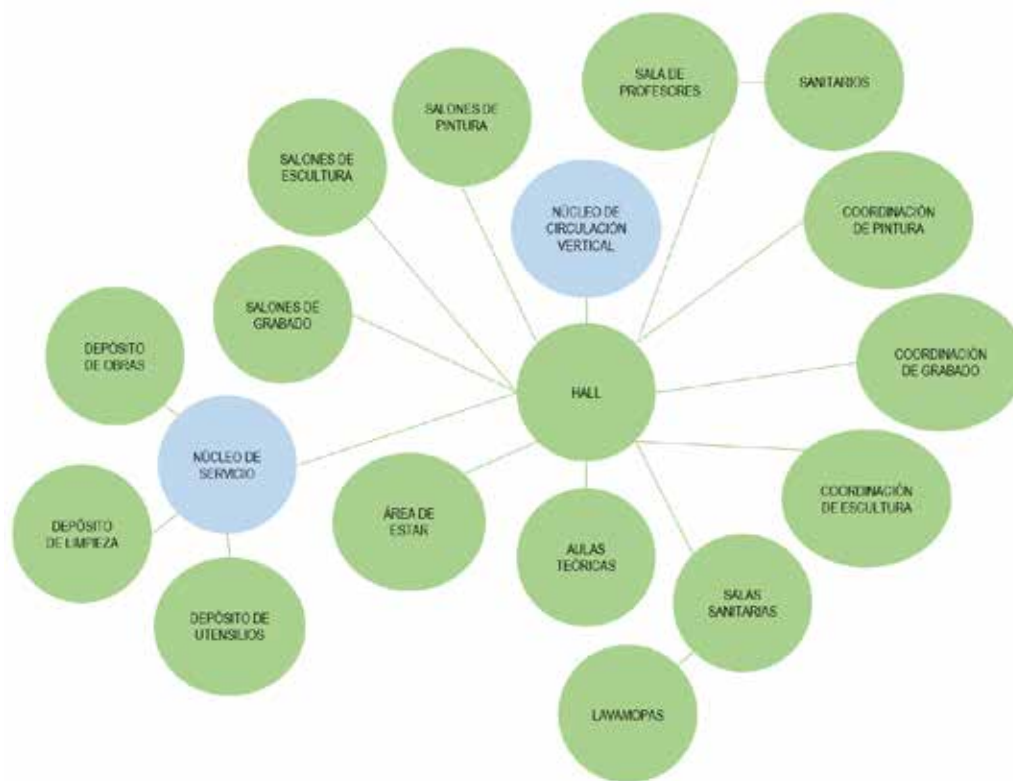 SALA DE
PROFESORES
SANITARIOS
SALONES DE
PINTURA
SALONES DE
ESCULTURA
NÚCLEO DE
CIRCULACIÓN
VERTICAL
COORDINACIÓN
DE PINTURA
SALONES DE
GRABADO
DEPÓSITO
DE OBRAS
HALL
COORDINACIÓN
DE GRABADO
NÚCLEO DE
SERVICIO
ÁREA DE
ESTAR
COORDINACIÓN
DE ESCULTURA
DEPÓSITO
DE LIMPIEZA
AULAS
TEÓRICAS
SALAS
SANITARIAS
DEPÓSITO DE
UTENSILIOS
LAVAMOPAS